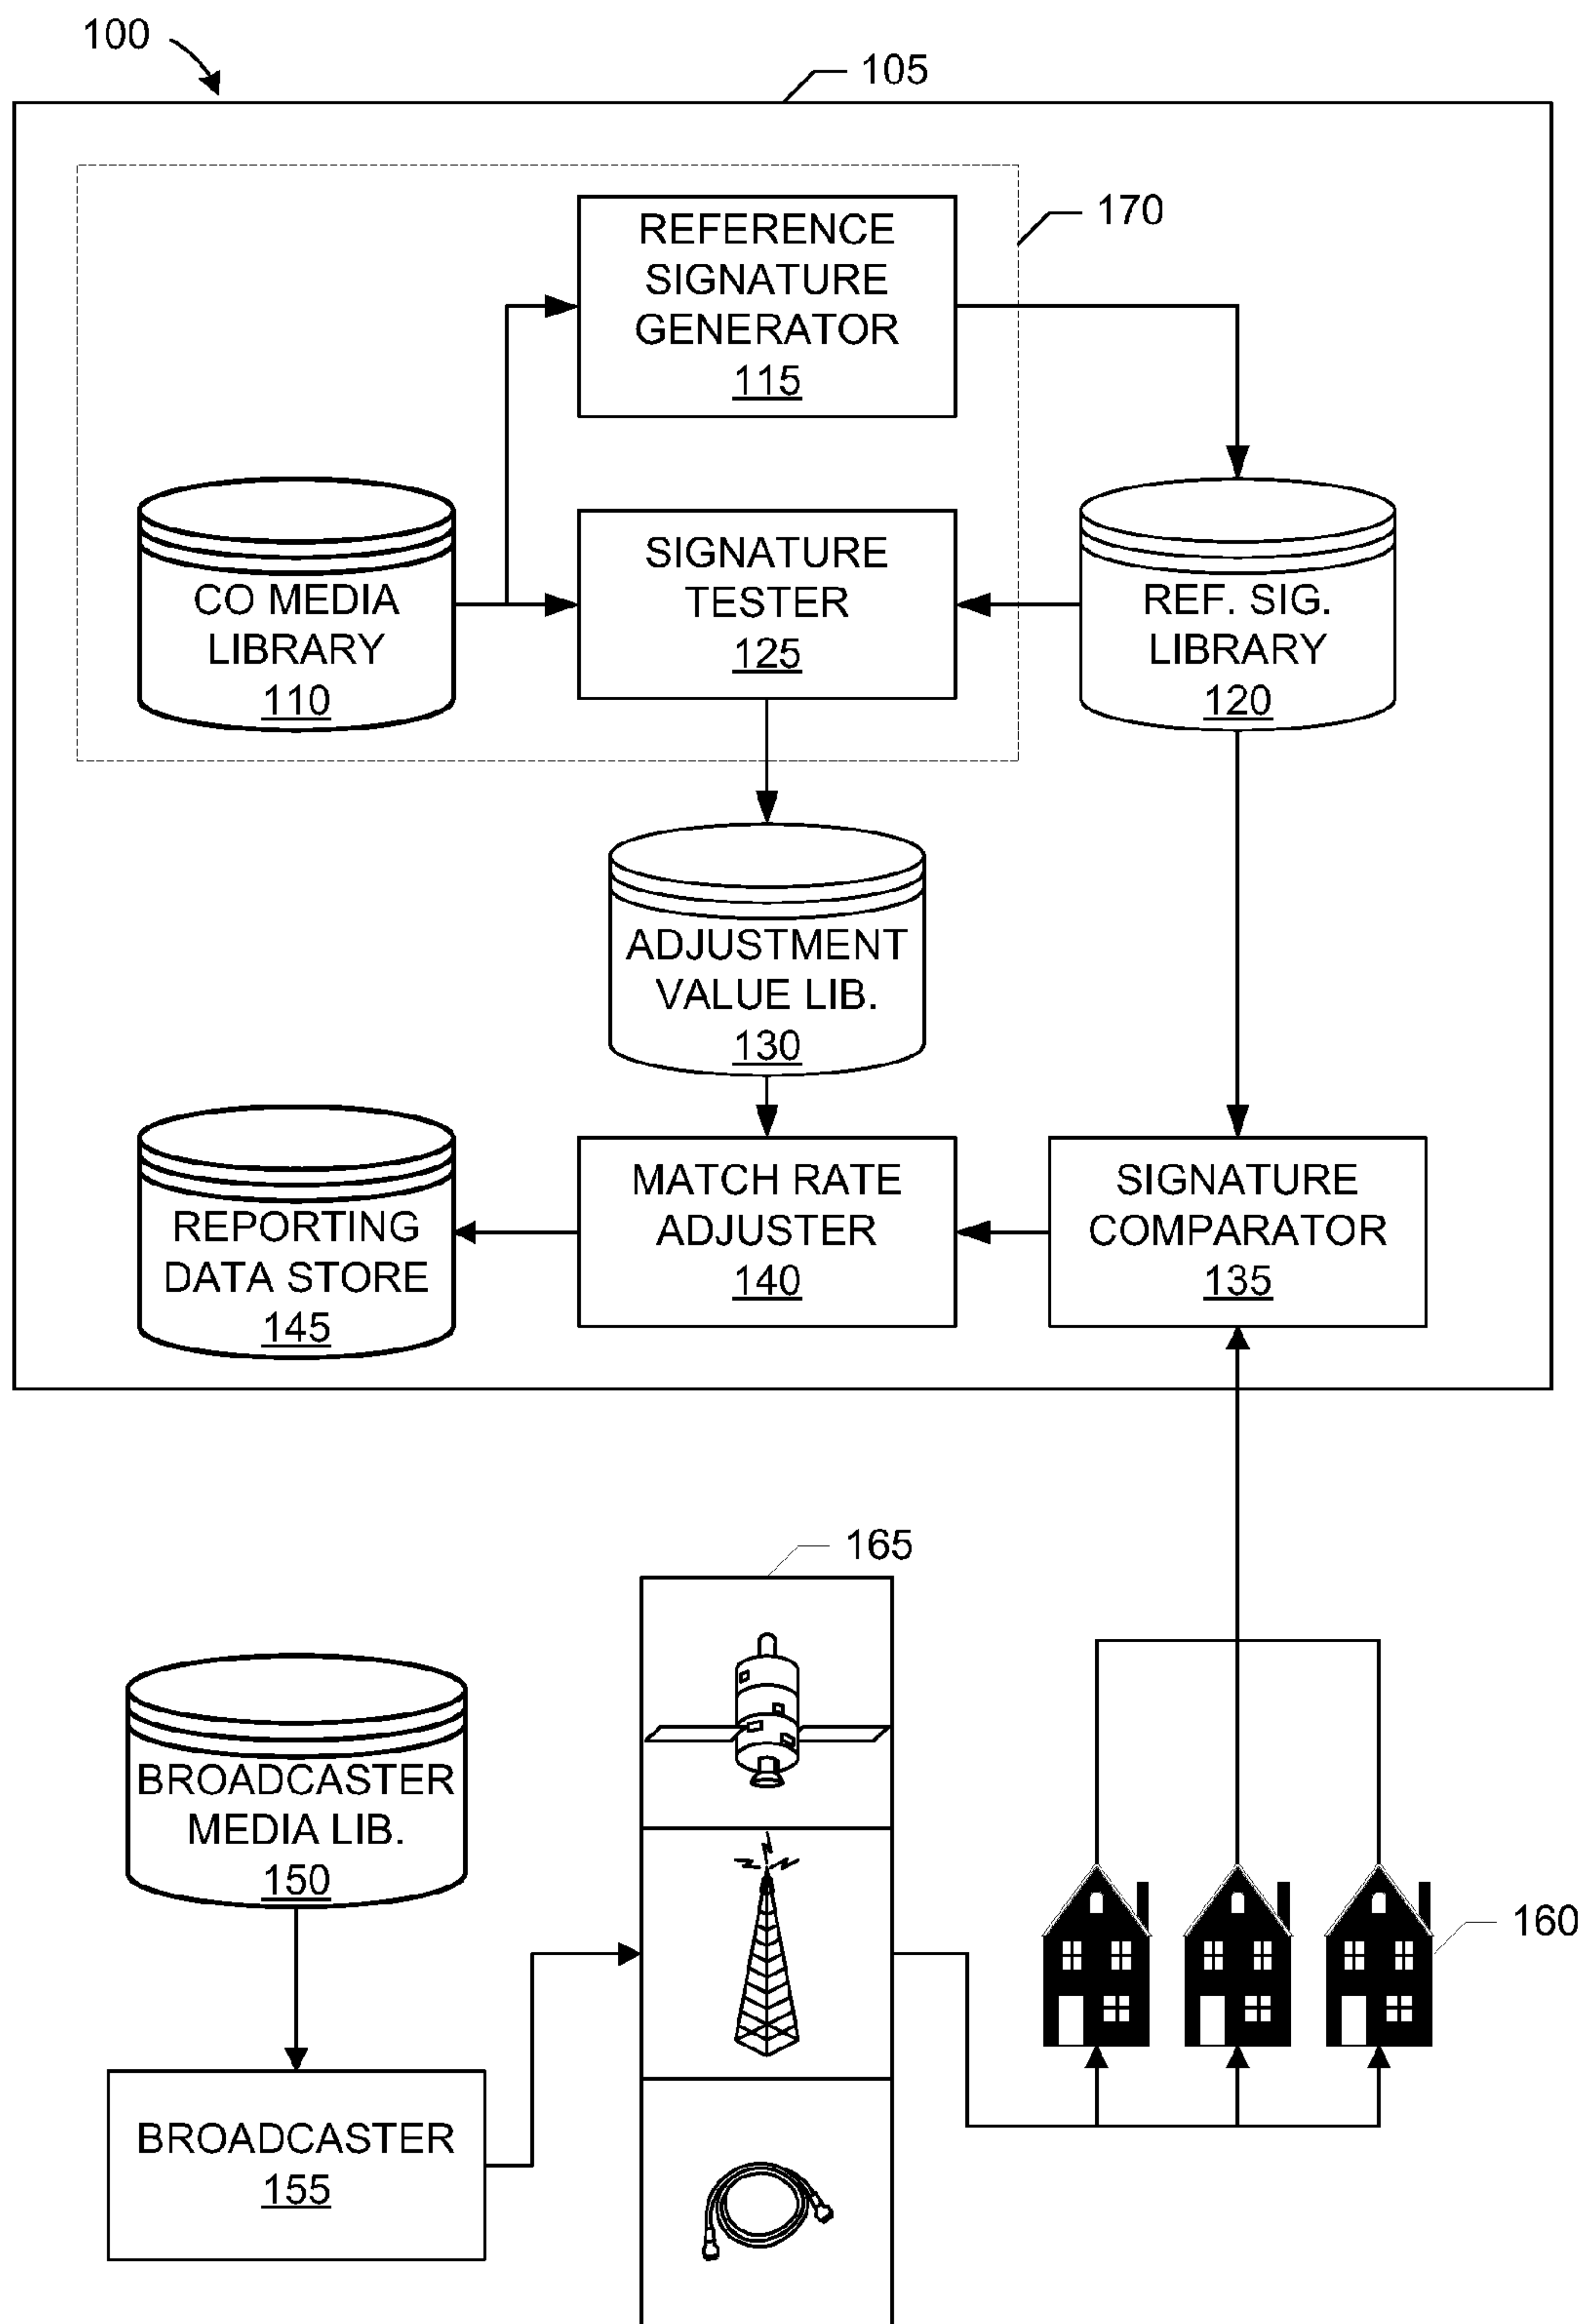 100
105
170
REFERENCE
SIGNATURE
GENERATOR
115
CO MEDIA
LIBRARY
110
SIGNATURE
TESTER
125
REF. SIG.
LIBRARY
120
ADJUSTMENT
VALUE LIB.
130
REPORTING
DATA STORE
145
MATCH RATE
ADJUSTER
140
SIGNATURE
COMPARATOR
135
165
BROADCASTER
MEDIA LIB.
150
160
BROADCASTER
155